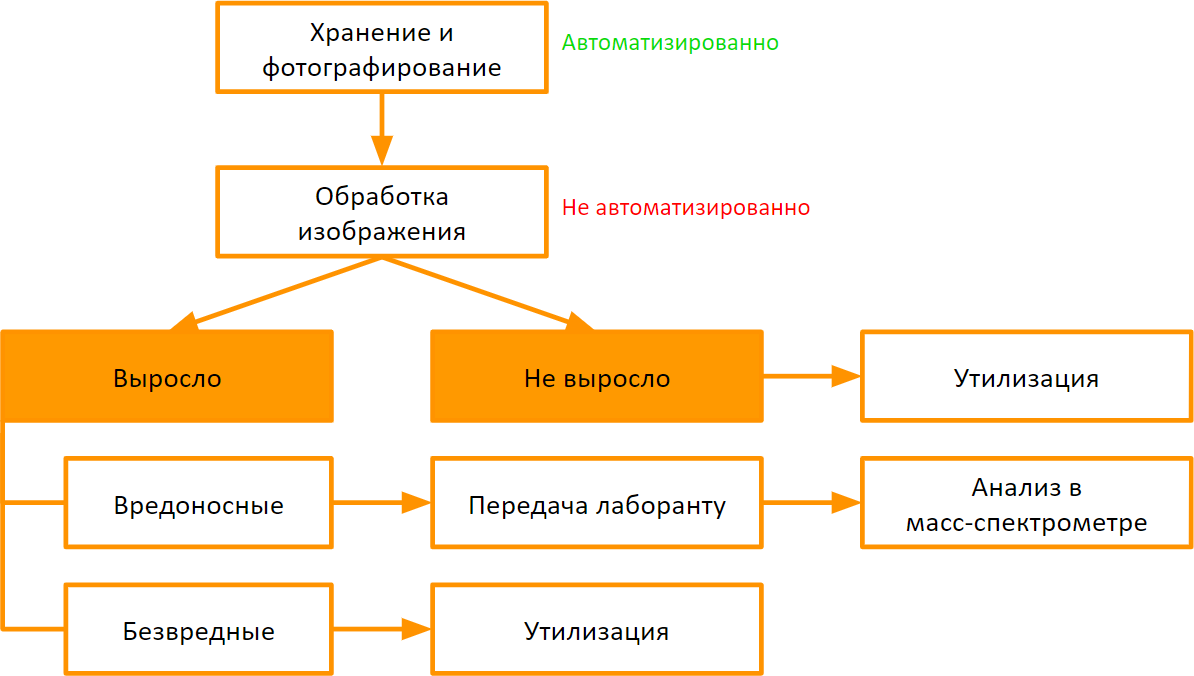 Хранение и
фотографирование
Автоматизированно
Обработка
изображения
Не автоматизированно
Выросло
Не выросло
Утилизация
Вредоносные
Передача лаборанту
Анализ в
масс-спектрометре
Безвредные
Утилизация